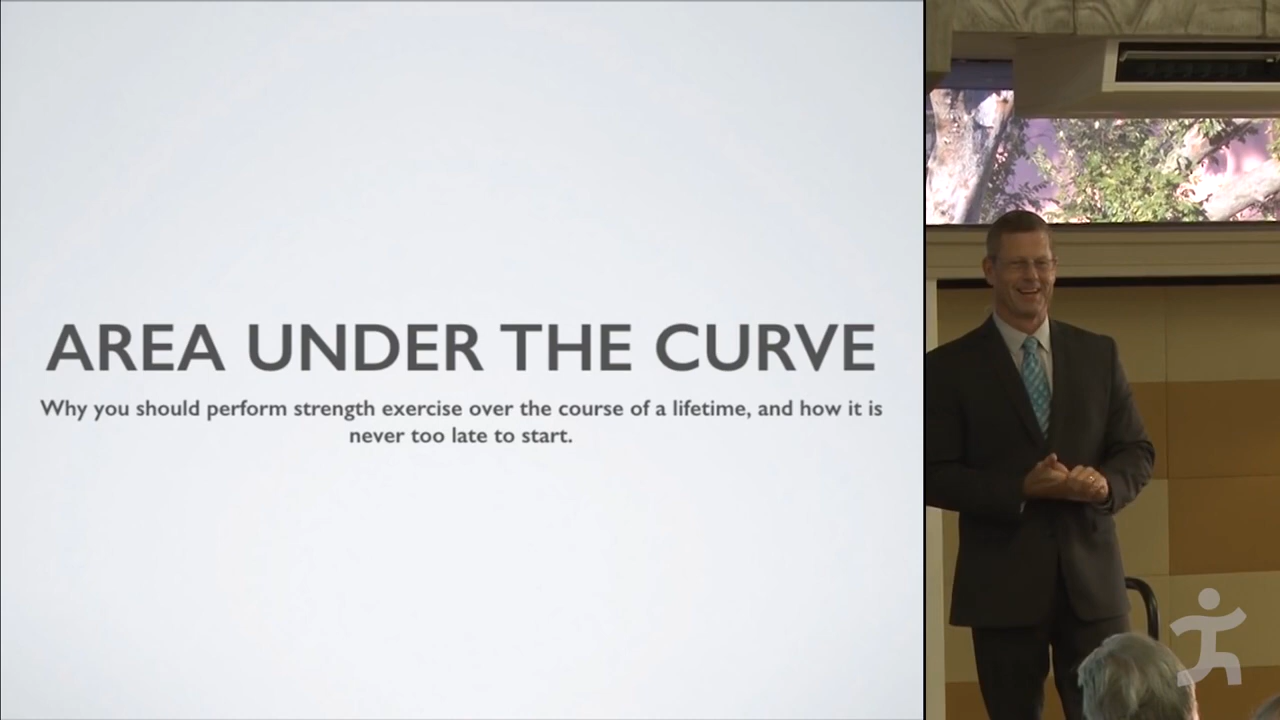 AREA UNDER THE CURVE
Why you should perform strength exercise over the course of a lifetime, and how it is
never too late to start.